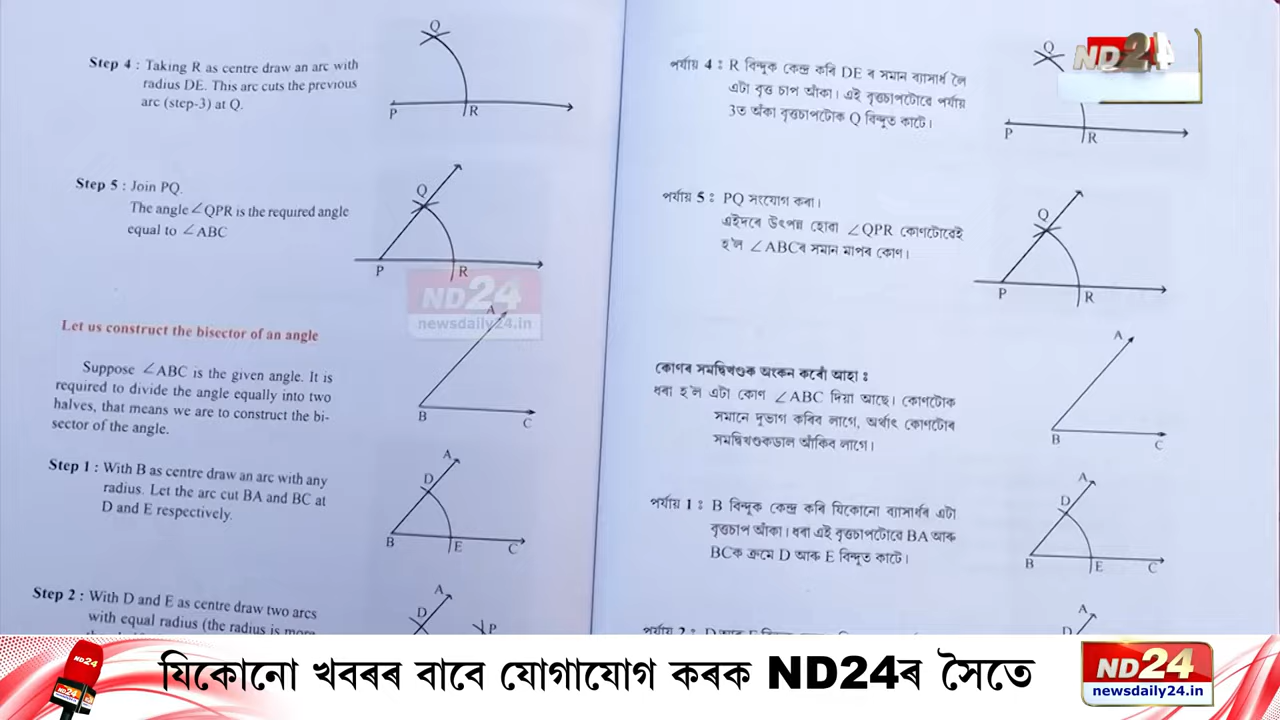 Step 4 : Taking R as centre draw an arc with
radius DE. This arc cuts the previous
arc (step-3) at Q.
Q
P
R
Step 5 : Join PQ.
The angle ∠QPR is the required angle
equal to ∠ABC
Q
P
R
Let us construct the bisector of an angle
Suppose ∠ABC is the given angle. It is
required to divide the angle equally into two
halves, that means we are to construct the bi-
sector of the angle.
A
B
C
Step 1 : With B as centre draw an arc with any
radius. Let the arc cut BA and BC at
D and E respectively.
A
D
B
E
C
Step 2 : With D and E as centre draw two arcs
with equal radius (the radius is more
A
D
P
পৰ্যায় 4 : R বিন্দুক কেন্দ্ৰ কৰি DE ৰ সমান ব্যাসাৰ্ধ লৈ
এটা বৃত্ত চাপ আঁকা। এই বৃত্তচাপটোৱে পৰ্যায়
3ত অঁকা বৃত্তচাপটোক Q বিন্দুত কাটে।
Q
P
R
পৰ্যায় 5 : PQ সংযোগ কৰা।
এইদৰে উৎপন্ন হোৱা ∠QPR কোণটোৱেই
হ'ল ∠ABCৰ সমান মাপৰ কোণ।
Q
P
R
কোণৰ সমদ্বিখণ্ডক অংকন কৰোঁ আহা :
ধৰা হ'ল এটা কোণ ∠ABC দিয়া আছে। কোণটোক
সমানে দুভাগ কৰিব লাগে, অৰ্থাৎ কোণটোৰ
সমদ্বিখণ্ডকডাল আঁকিব লাগে।
A
B
C
পৰ্যায় 1 : B বিন্দুক কেন্দ্ৰ কৰি যিকোনো ব্যাসাৰ্ধৰ এটা
বৃত্তচাপ আঁকা। ধৰা এই বৃত্তচাপটোৱে BA আৰু
BCক ক্ৰমে D আৰু E বিন্দুত কাটে।
A
D
B
E
C
পৰ্যায় 2 : D আৰু E
A
D
ND24
ND24
newsdaily24.in
ND24
যিকোনো খবৰৰ বাবে যোগাযোগ কৰক ND24ৰ সৈতে
ND24
newsdaily24.in